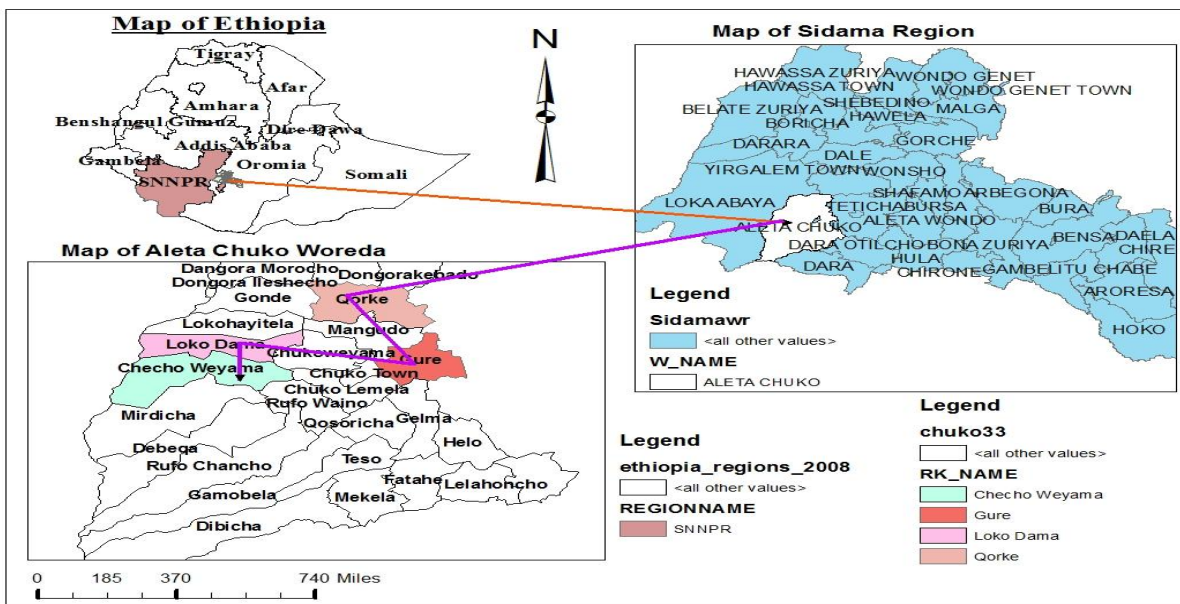 Map of Ethiopia
Tigray
Afar
Amhara
Benshangul Gumuz
Dire Dawa
Addis Ababa
Gambela
Oromia
SNNPR
Somali
N
Map of Sidama Region
HAWASSA ZURIYA
WONDO GENET
HAWASSA TOWN
WONDO GENET TOWN
BELATE ZURIYA
SHEBEDINO
MALGA
BORICHA
HAWELA
DARARA
GORCHE
DALE
YIRGALEM TOWN
WONSHO
SHAFAMO
ARBEGONA
LOKA ABAYA
TETICHA
BURSA
BURA
ALETA CHUKO
ALETA WONDO
BENSA
DAELA
DARA OTILCHO
BONA ZURIYA
CHIRE
DARA
HULA
CHIRONE
GAMBELITU
CHABE
ARORESA
HOKO
Legend
Sidamawr
<all other values>
W_NAME
ALETA CHUKO
Map of Aleta Chuko Woreda
Dangora Morocho
Dongora Ileshecho
Gonde
Qorke
Lokohayitela
Mangudo
Loko Dama
Chukoweyama
Gure
Checho Weyama
Chuko Town
Chuko Lemela
Rufo Waino
Mirdicha
Qosoricha
Gelma
Debeqa
Helo
Rufo Chancho
Teso
Fatahe
Lelahoncho
Gamobela
Mekela
Dibicha
0 185 370 740 Miles
Legend
ethiopia_regions_2008
<all other values>
REGIONNAME
SNNPR
Legend
chuko33
<all other values>
RK_NAME
Checho Weyama
Gure
Loko Dama
Qorke